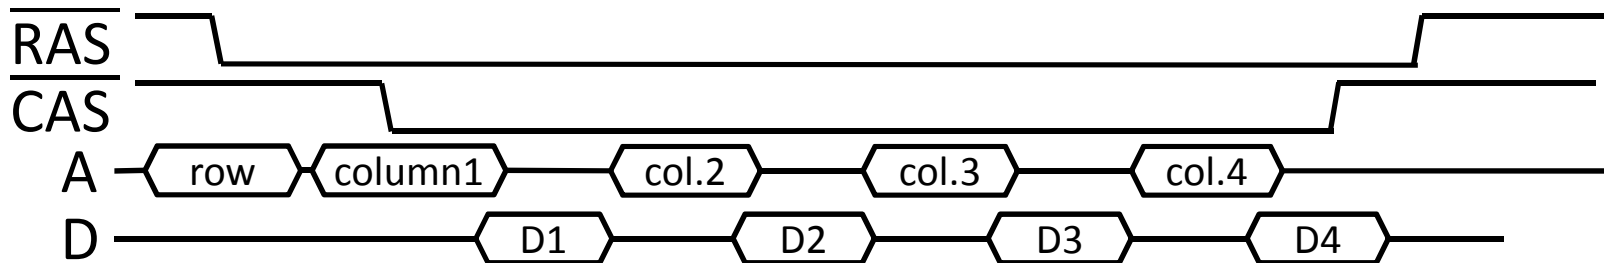 RAS
CAS
A row column1 col.2 col.3 col.4
D D1 D2 D3 D4